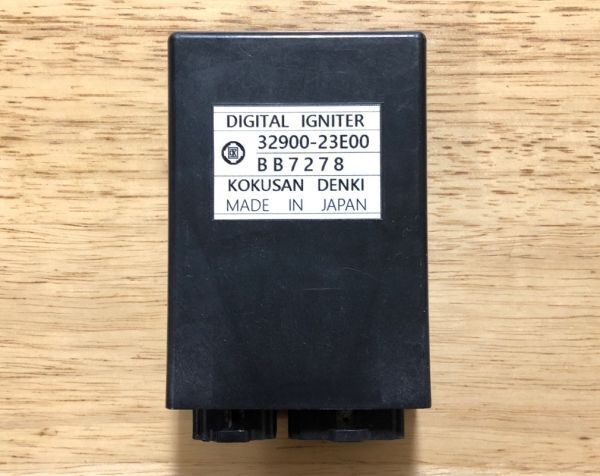 DIGITAL IGNITER
32900-23E00
BB7278
KOKUSAN DENKI
MADE IN JAPAN